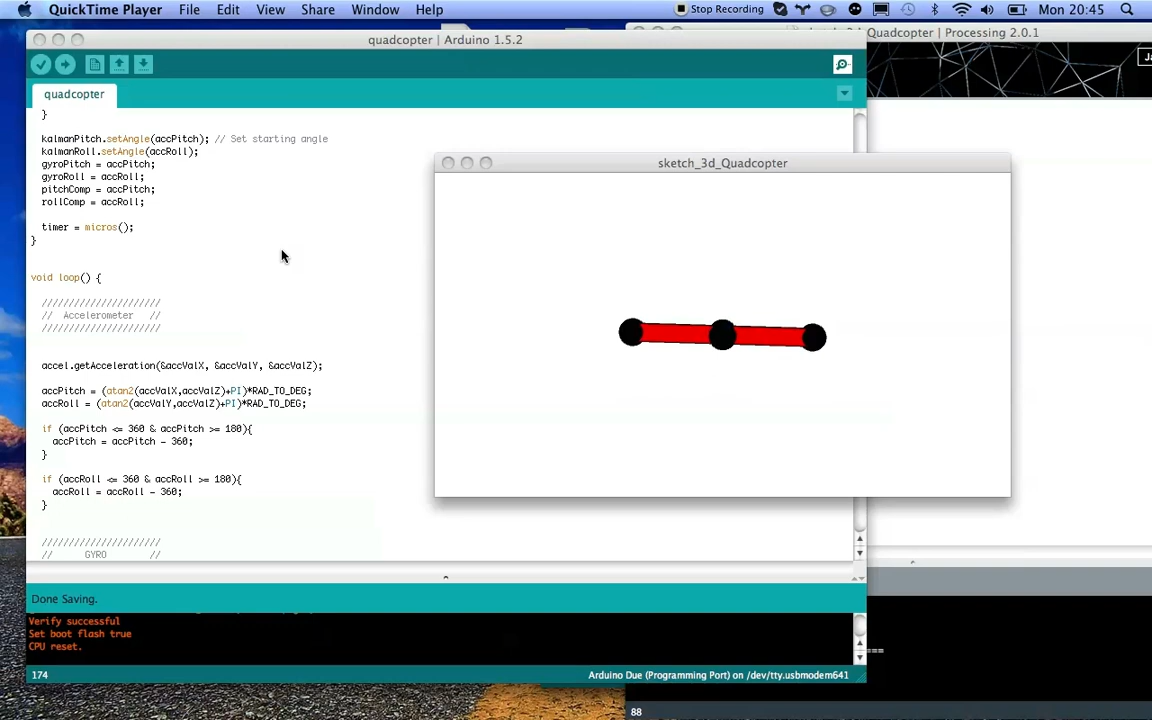 QuickTime Player File Edit View Share Window Help Stop Recording Mon 20:45
quadcopter | Arduino 1.5.2
Quadcopter | Processing 2.0.1
Ja
quadcopter
}
kalmanPitch.setAngle(accPitch); // Set starting angle
kalmanRoll.setAngle(accRoll);
gyroPitch = accPitch;
gyroRoll = accRoll;
pitchComp = accPitch;
rollComp = accRoll;
timer = micros();
}
void loop() {
//////////////////////
// Accelerometer //
//////////////////////
accel.getAcceleration(&accValX, &accValY, &accValZ);
accPitch = (atan2(accValX,accValZ)+PI)*RAD_TO_DEG;
accRoll = (atan2(accValY,accValZ)+PI)*RAD_TO_DEG;
if (accPitch <= 360 & accPitch >= 180){
accPitch = accPitch - 360;
}
if (accRoll <= 360 & accRoll >= 180){
accRoll = accRoll - 360;
}
//////////////////////
// GYRO //
sketch_3d_Quadcopter
Done Saving.
Verify successful
Set boot flash true
CPU reset.
===
174
Arduino Due (Programming Port) on /dev/tty.usbmodem641
88